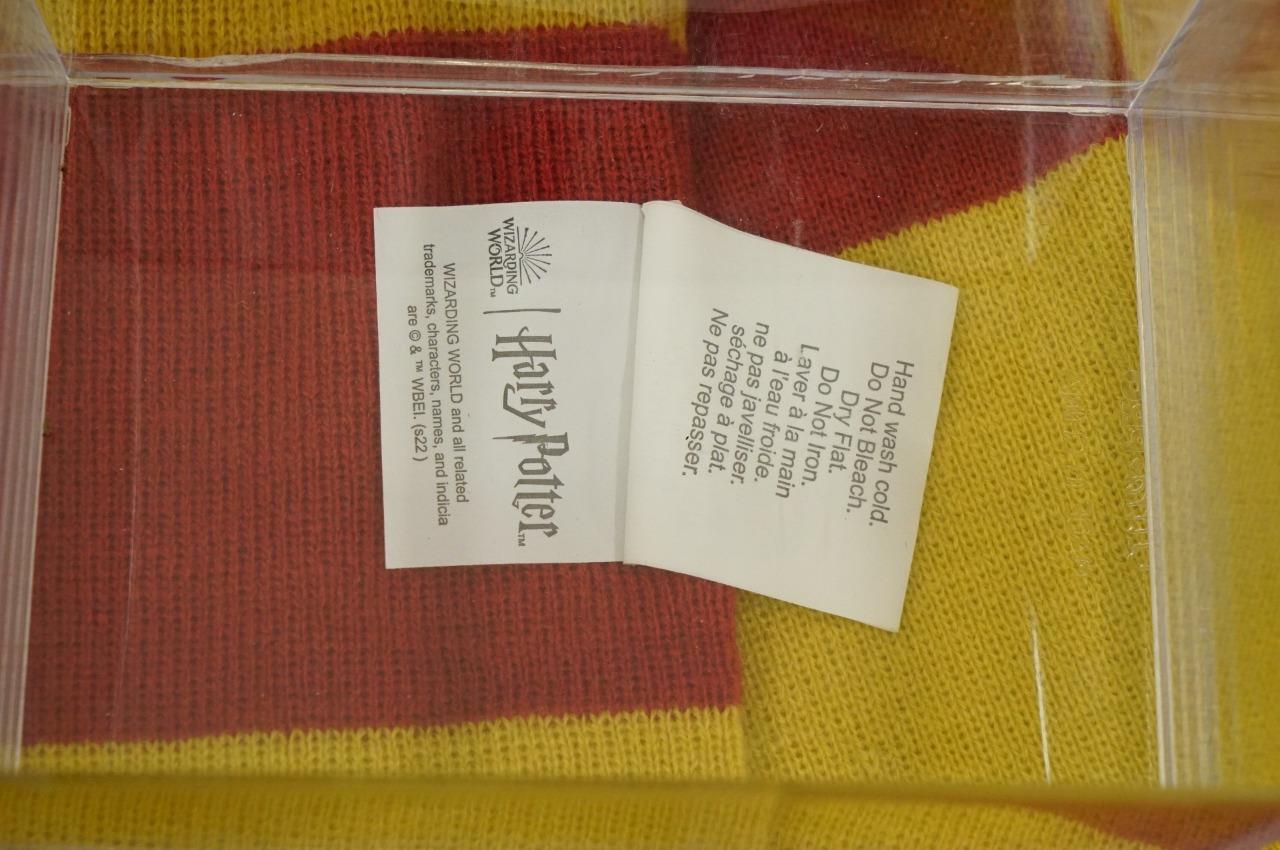 WIZARDING
WORLD™
Harry Potter™
WIZARDING WORLD and all related
trademarks, characters, names, and indicia
are © & ™ WBEI. (s22 )
Hand wash cold.
Do Not Bleach.
Dry Flat.
Do Not Iron.
Laver à la main
à l'eau froide.
ne pas javelliser.
séchage à plat.
Ne pas repasser.